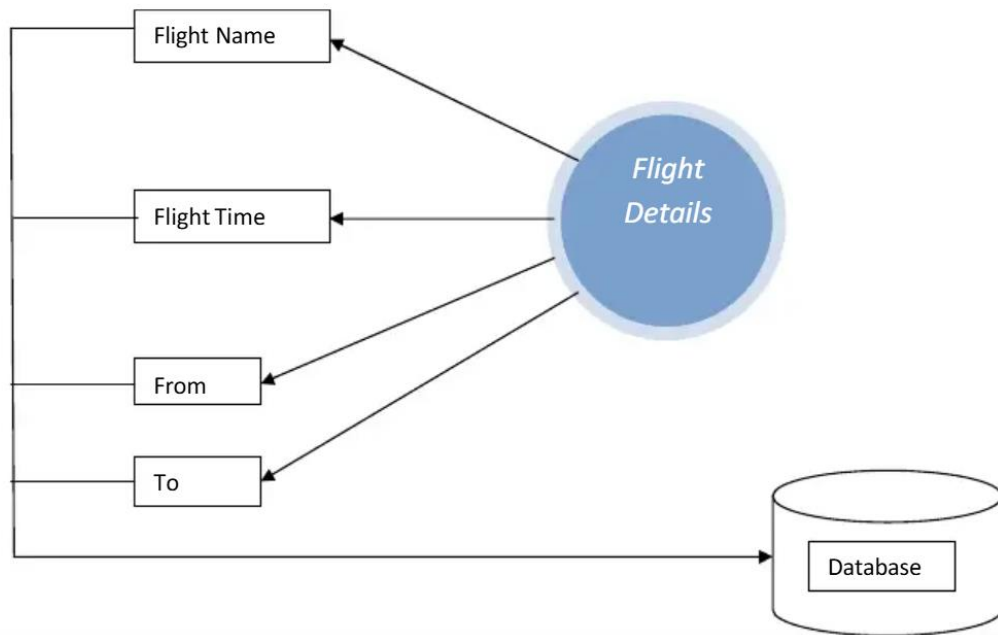 Flight Name
Flight
Details
Flight Time
From
To
Database